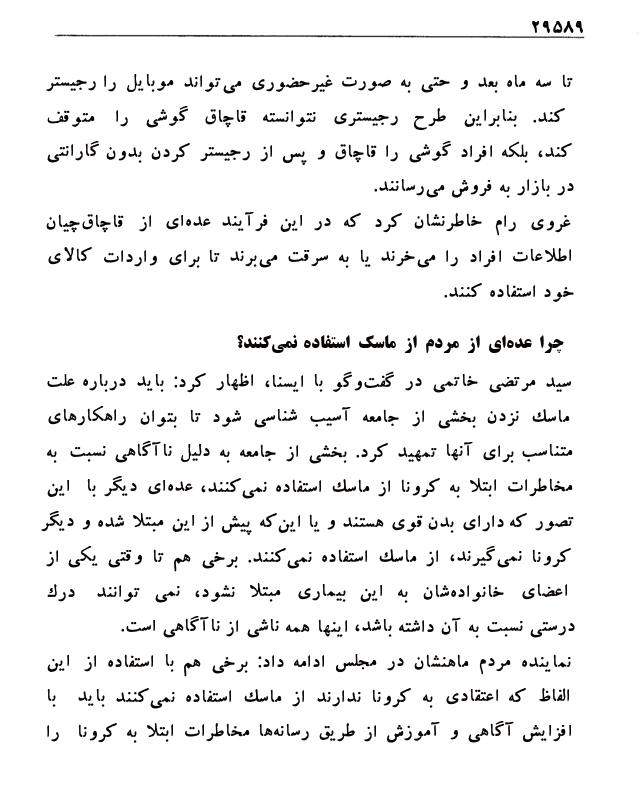 ۲۹۵۸۹
تا سه ماه بعد و حتی به صورت غیرحضوری می‌تواند موبایل را رجیستر
کند. بنابراین طرح رجیستری نتوانسته قاچاق گوشی را متوقف
کند، بلکه افراد گوشی را قاچاق و پس از رجیستر کردن بدون گارانتی
در بازار به فروش می‌رسانند.
غروی رام خاطرنشان کرد که در این فرآیند عده‌ای از قاچاق‌چیان
اطلاعات افراد را می‌خرند یا به سرقت می‌برند تا برای واردات کالای
خود استفاده کنند.
چرا عده‌ای از مردم از ماسک استفاده نمی‌کنند؟
سید مرتضی خاتمی در گفت‌وگو با ایسنا، اظهار کرد: باید درباره علت
ماسك نزدن بخشی از جامعه آسیب شناسی شود تا بتوان راهکارهای
متناسب برای آنها تمهید کرد. بخشی از جامعه به دلیل ناآگاهی نسبت به
مخاطرات ابتلا به کرونا از ماسك استفاده نمی‌کنند، عده‌ای دیگر با این
تصور که دارای بدن قوی هستند و یا این‌که پیش از این مبتلا شده و دیگر
کرونا نمی‌گیرند، از ماسك استفاده نمی‌کنند. برخی هم تا وقتی یکی از
اعضای خانواده‌شان به این بیماری مبتلا نشود، نمی توانند درك
درستی نسبت به آن داشته باشد، اینها همه ناشی از ناآگاهی است.
نماینده مردم ماهنشان در مجلس ادامه داد: برخی هم با استفاده از این
الفاظ که اعتقادی به کرونا ندارند از ماسك استفاده نمی‌کنند باید با
افزایش آگاهی و آموزش از طریق رسانه‌ها مخاطرات ابتلا به کرونا را